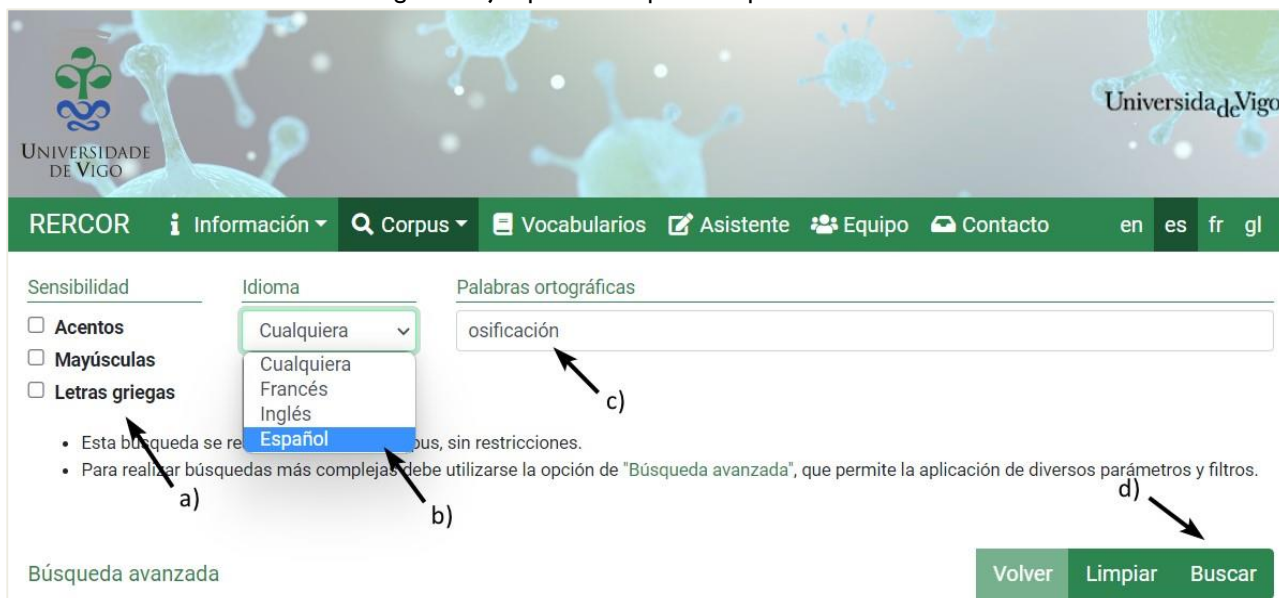 UNIVERSIDADE
DE VIGO
UniversidadeVigo
RERCOR Información Corpus Vocabularios Asistente Equipo Contacto en es fr gl
Sensibilidad Idioma Palabras ortográficas
Acentos Cualquiera osificación
Mayúsculas Cualquiera
Letras griegas Francés
Inglés
Español
c)
Esta búsqueda se re pus, sin restricciones.
Para realizar búsquedas más complejas debe utilizarse la opción de "Búsqueda avanzada", que permite la aplicación de diversos parámetros y filtros.
a) b) d)
Búsqueda avanzada Volver Limpiar Buscar